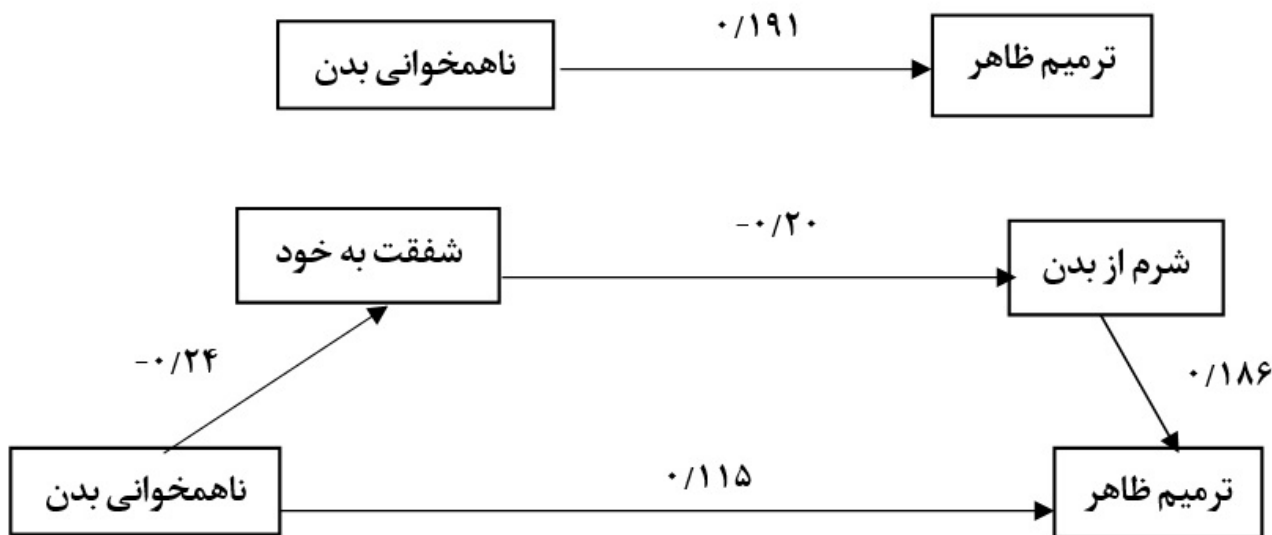 ۰/۱۹۱
ناهمخوانی بدن
ترمیم ظاهر
شفقت به خود
-۰/۲۰
شرم از بدن
-۰/۲۴
۰/۱۸۶
ناهمخوانی بدن
۰/۱۱۵
ترمیم ظاهر